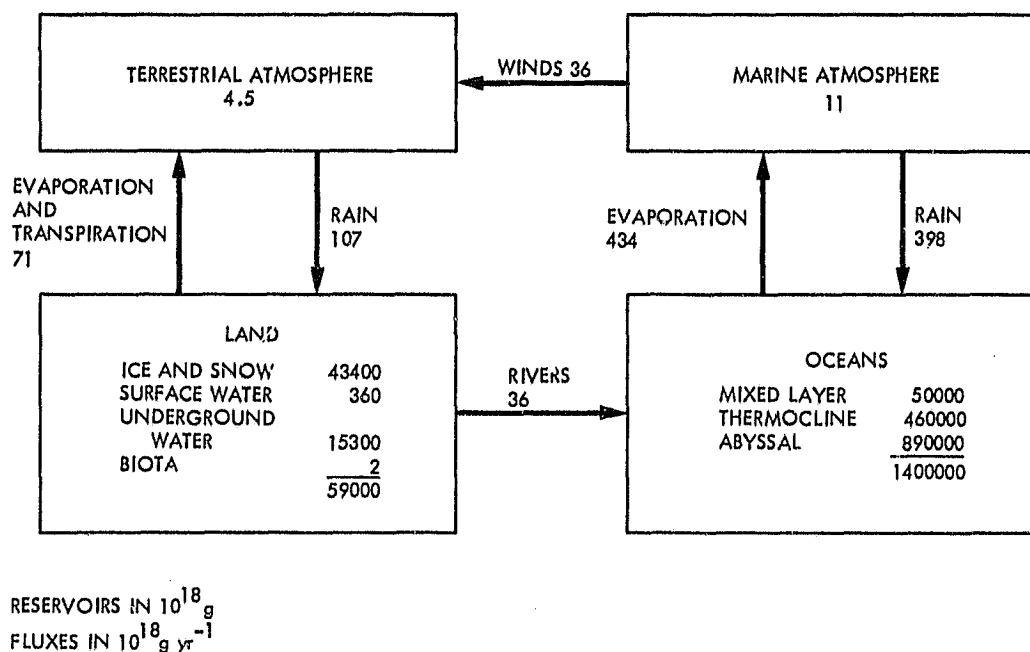 TERRESTRIAL ATMOSPHERE
4.5
WINDS 36
MARINE ATMOSPHERE
11
EVAPORATION
AND
TRANSPIRATION
71
RAIN
107
EVAPORATION
434
RAIN
398
LAND
ICE AND SNOW 43400
SURFACE WATER 360
UNDERGROUND
WATER 15300
BIOTA 2
59000
RIVERS
36
OCEANS
MIXED LAYER 50000
THERMOCLINE 460000
ABYSSAL 890000
1400000
RESERVOIRS IN 10^18 g
FLUXES IN 10^18 g yr^-1